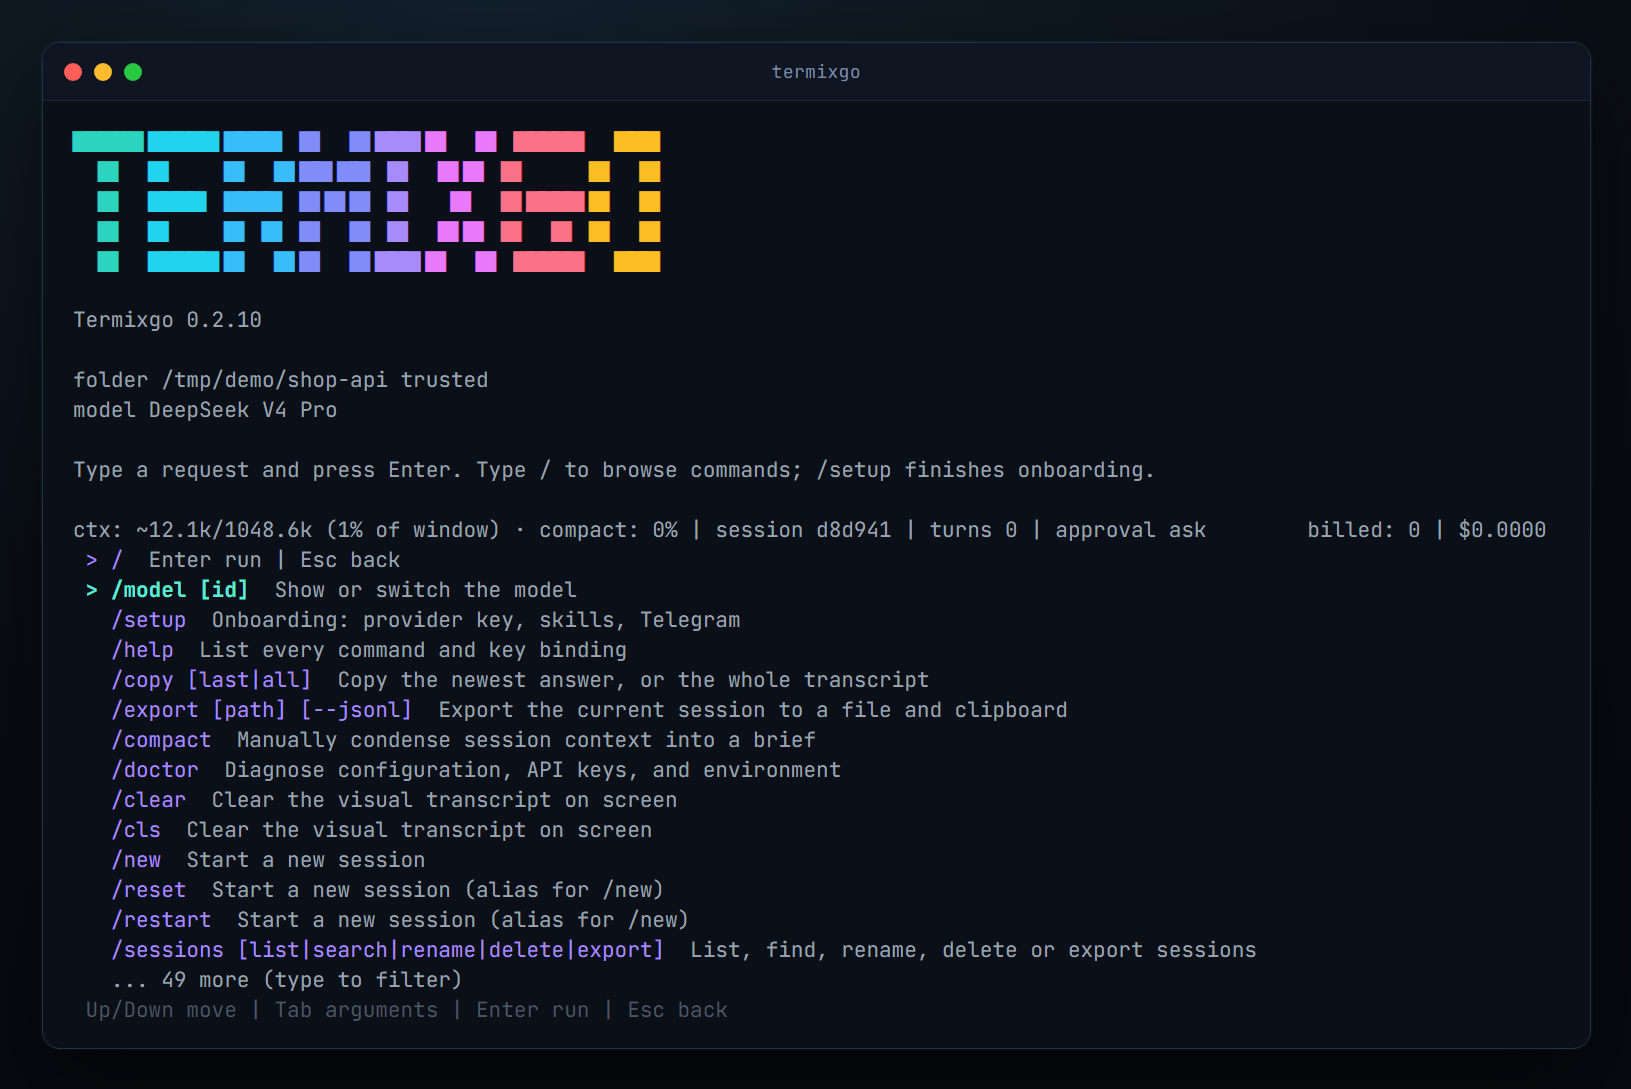 termixgo
TERMIXGO
Termixgo 0.2.10
folder /tmp/demo/shop-api trusted
model DeepSeek V4 Pro
Type a request and press Enter. Type / to browse commands; /setup finishes onboarding.
ctx: ~12.1k/1048.6k (1% of window) · compact: 0% | session d8d941 | turns 0 | approval ask billed: 0 | $0.0000
> / Enter run | Esc back
> /model [id] Show or switch the model
/setup Onboarding: provider key, skills, Telegram
/help List every command and key binding
/copy [last|all] Copy the newest answer, or the whole transcript
/export [path] [--jsonl] Export the current session to a file and clipboard
/compact Manually condense session context into a brief
/doctor Diagnose configuration, API keys, and environment
/clear Clear the visual transcript on screen
/cls Clear the visual transcript on screen
/new Start a new session
/reset Start a new session (alias for /new)
/restart Start a new session (alias for /new)
/sessions [list|search|rename|delete|export] List, find, rename, delete or export sessions
... 49 more (type to filter)
Up/Down move | Tab arguments | Enter run | Esc back